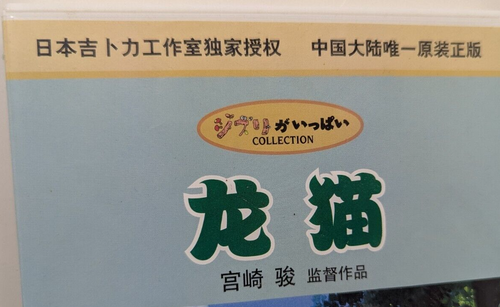 日本吉卜力工作室独家授权 中国大陆唯一原装正版
ジブリがいっぱい
COLLECTION
龙猫
宫崎 骏 监督作品